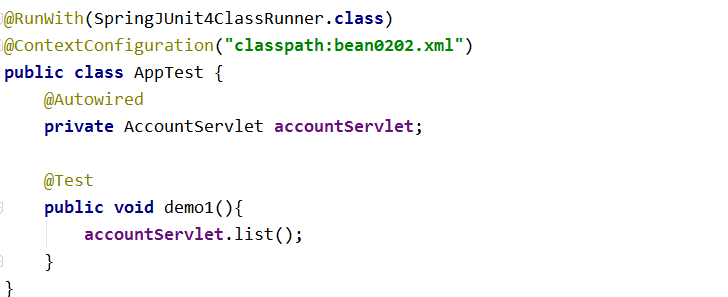 @RunWith(SpringJUnit4ClassRunner.class)
@ContextConfiguration("classpath:bean0202.xml")
public class AppTest {
    @Autowired
    private AccountServlet accountServlet;

    @Test
    public void demo1(){
        accountServlet.list();
    }
}